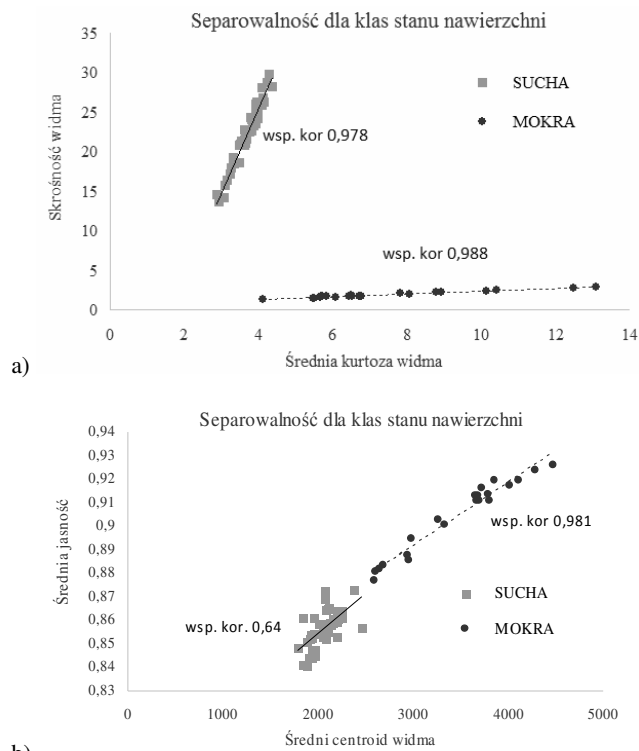 Separowalność dla klas stanu nawierzchni
35
30
25
20
15
10
5
0
Skrośność widma
SUCHA
MOKRA
wsp. kor 0,978
wsp. kor 0,988
0 2 4 6 8 10 12 14
Średnia kurtoza widma
a)
Separowalność dla klas stanu nawierzchni
0,94
0,93
0,92
0,91
0,9
0,89
0,88
0,87
0,86
0,85
0,84
0,83
Średnia jasność
wsp. kor 0,981
SUCHA
wsp. kor. 0,64
MOKRA
0 1000 2000 3000 4000 5000
Średni centroid widma
b)